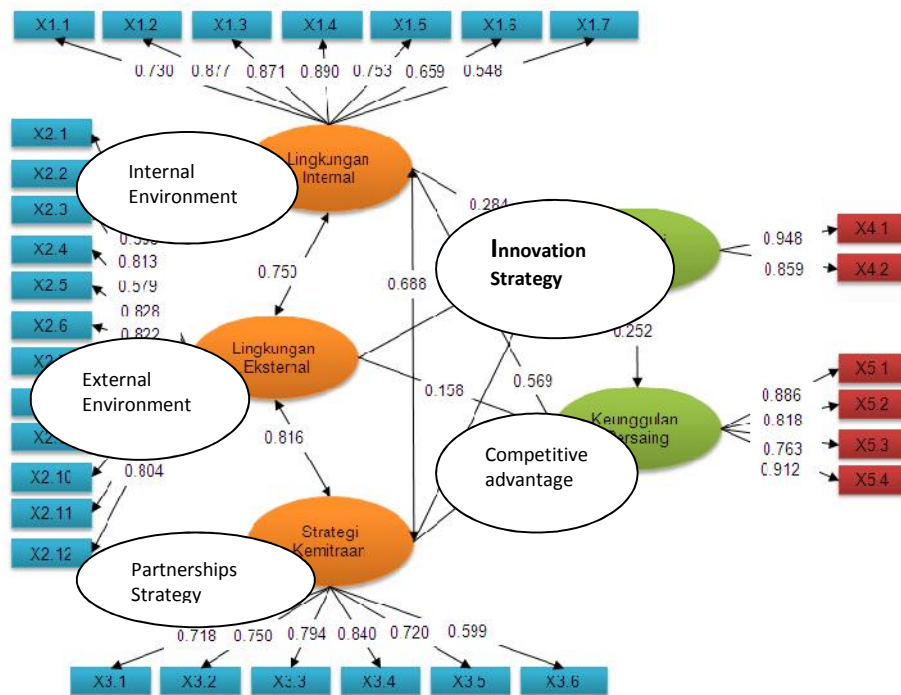 X1.1 X1.2 X1.3 X1.4 X1.5 X1.6 X1.7
0.730 0.877 0.871 0.890 0.753 0.659 0.548
X2.1
X2.2
X2.3
X2.4
X2.5
X2.6
X2.10
X2.11
X2.12
Lingkungan
Internal
Internal
Environment
0.813
0.579
0.828
0.822
0.804
0.750
0.688
0.284
Innovation
Strategy
0.948
0.859
X4.1
X4.2
Lingkungan
Eksternal
External
Environment
0.252
0.158
0.569
0.816
Keunggulan
Competitive
advantage
0.886
0.818
0.763
0.912
X5.1
X5.2
X5.3
X5.4
Strategi
Kemitraan
Partnerships
Strategy
0.718 0.750 0.794 0.840 0.720 0.599
X3.1 X3.2 X3.3 X3.4 X3.5 X3.6